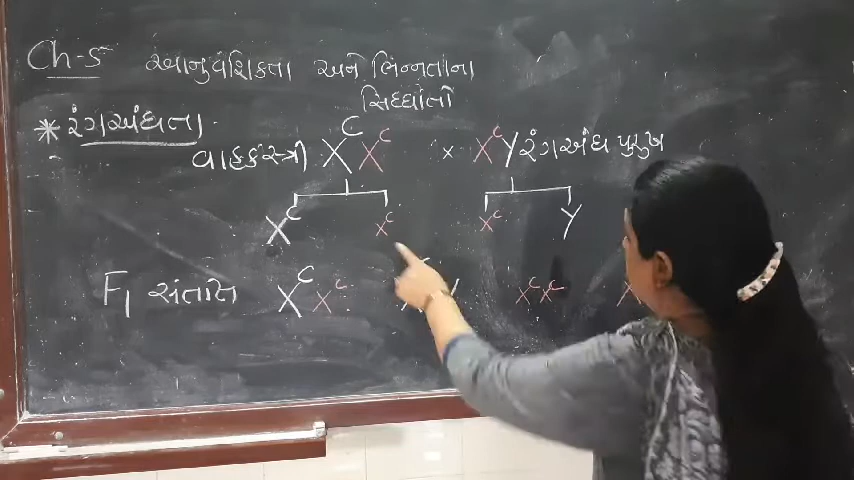 Ch-5 આનુવંશિકતા અને ભિન્નતાના
સિધ્ધાંતો
* રંગઅંધતા
વાહકસ્ત્રી X^C X^c × X^c Y રંગઅંધ પુરુષ
X^C X^c X^c Y
F₁ સંતતિ X^C X^c X^c X^c